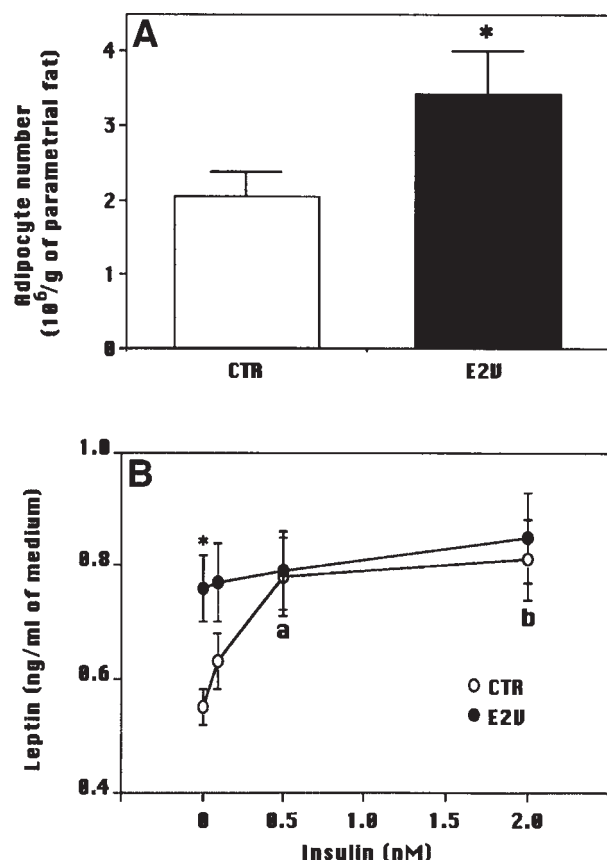 A
*
4
3
2
1
0
Adipocyte number
(10⁶/g of parametrial fat)
CTR E2V
B
1.0
0.8
0.6
0.4
*
a
b
CTR
E2V
Leptin (ng/ml of medium)
0 0.5 1.0 1.5 2.0
Insulin (nM)